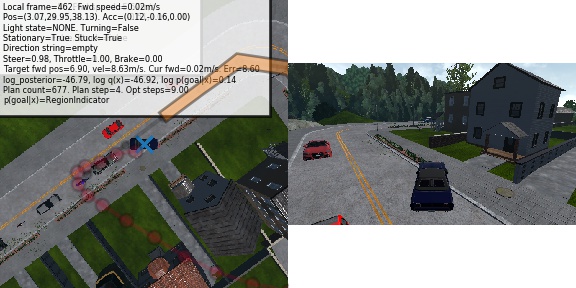 Local frame=462. Fwd speed=0.02m/s
Pos=(3.07,29.95,38.13). Acc=(0.12,-0.16,0.00)
Light state=NONE. Turning=False
Stationary=True. Stuck=True
Direction string=empty
Steer=0.98, Throttle=1.00, Brake=0.00
Target fwd pos=6.90, vel=8.63m/s. Cur fwd=0.02m/s. Err=8.60
log_posterior=-46.79, log q(x)=-46.92, log p(goal|x)=0.14
Plan count=677. Plan step=4. Opt steps=9.00
p(goal|x)=RegionIndicator